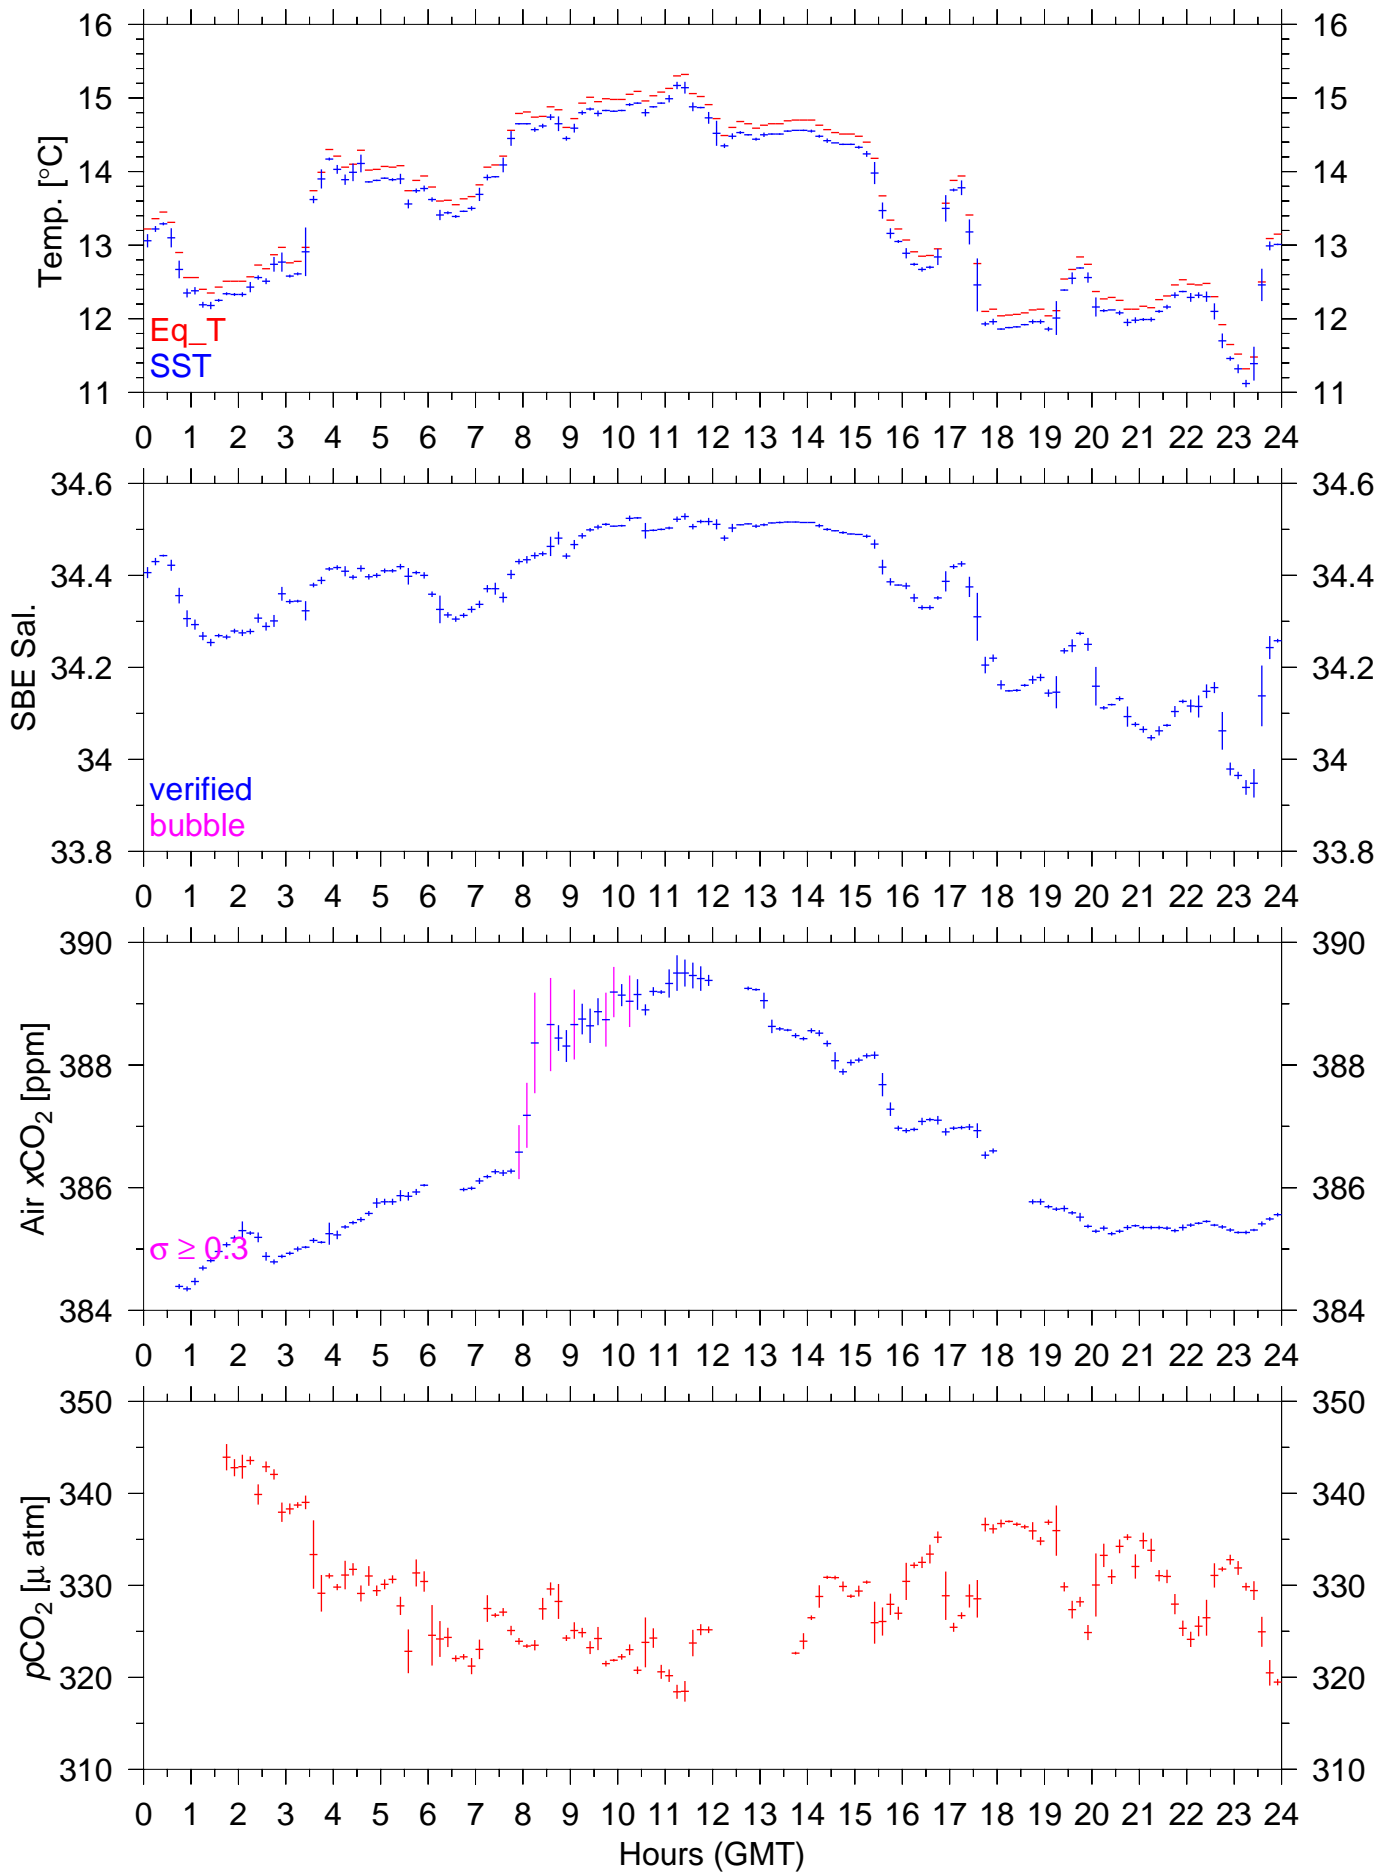 16 16
15 15
14 14
13 13
12 12
11 11
Temp. [°C]
Eq_T
SST
0 1 2 3 4 5 6 7 8 9 10 11 12 13 14 15 16 17 18 19 20 21 22 23 24
34.6 34.6
34.4 34.4
34.2 34.2
34 34
33.8 33.8
SBE Sal.
verified
bubble
0 1 2 3 4 5 6 7 8 9 10 11 12 13 14 15 16 17 18 19 20 21 22 23 24
390 390
388 388
386 386
384 384
Air xCO₂ [ppm]
σ ≥ 0.3
0 1 2 3 4 5 6 7 8 9 10 11 12 13 14 15 16 17 18 19 20 21 22 23 24
350 350
340 340
330 330
320 320
310 310
pCO₂ [μ atm]
0 1 2 3 4 5 6 7 8 9 10 11 12 13 14 15 16 17 18 19 20 21 22 23 24
Hours (GMT)